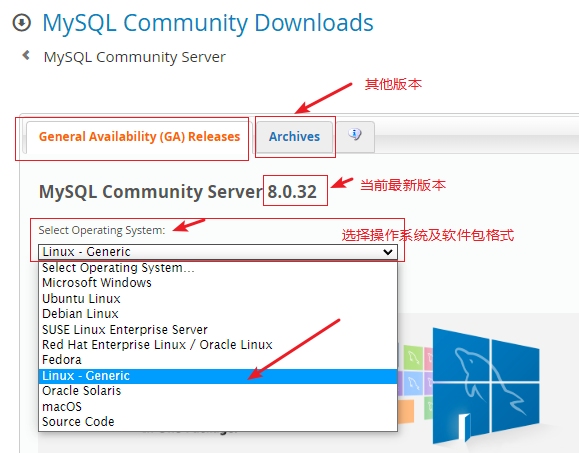 MySQL Community Downloads
MySQL Community Server
其他版本
General Availability (GA) Releases
Archives
MySQL Community Server 8.0.32
当前最新版本
Select Operating System:
选择操作系统及软件包格式
Linux - Generic
Select Operating System...
Microsoft Windows
Ubuntu Linux
Debian Linux
SUSE Linux Enterprise Server
Red Hat Enterprise Linux / Oracle Linux
Fedora
Linux - Generic
Oracle Solaris
macOS
Source Code